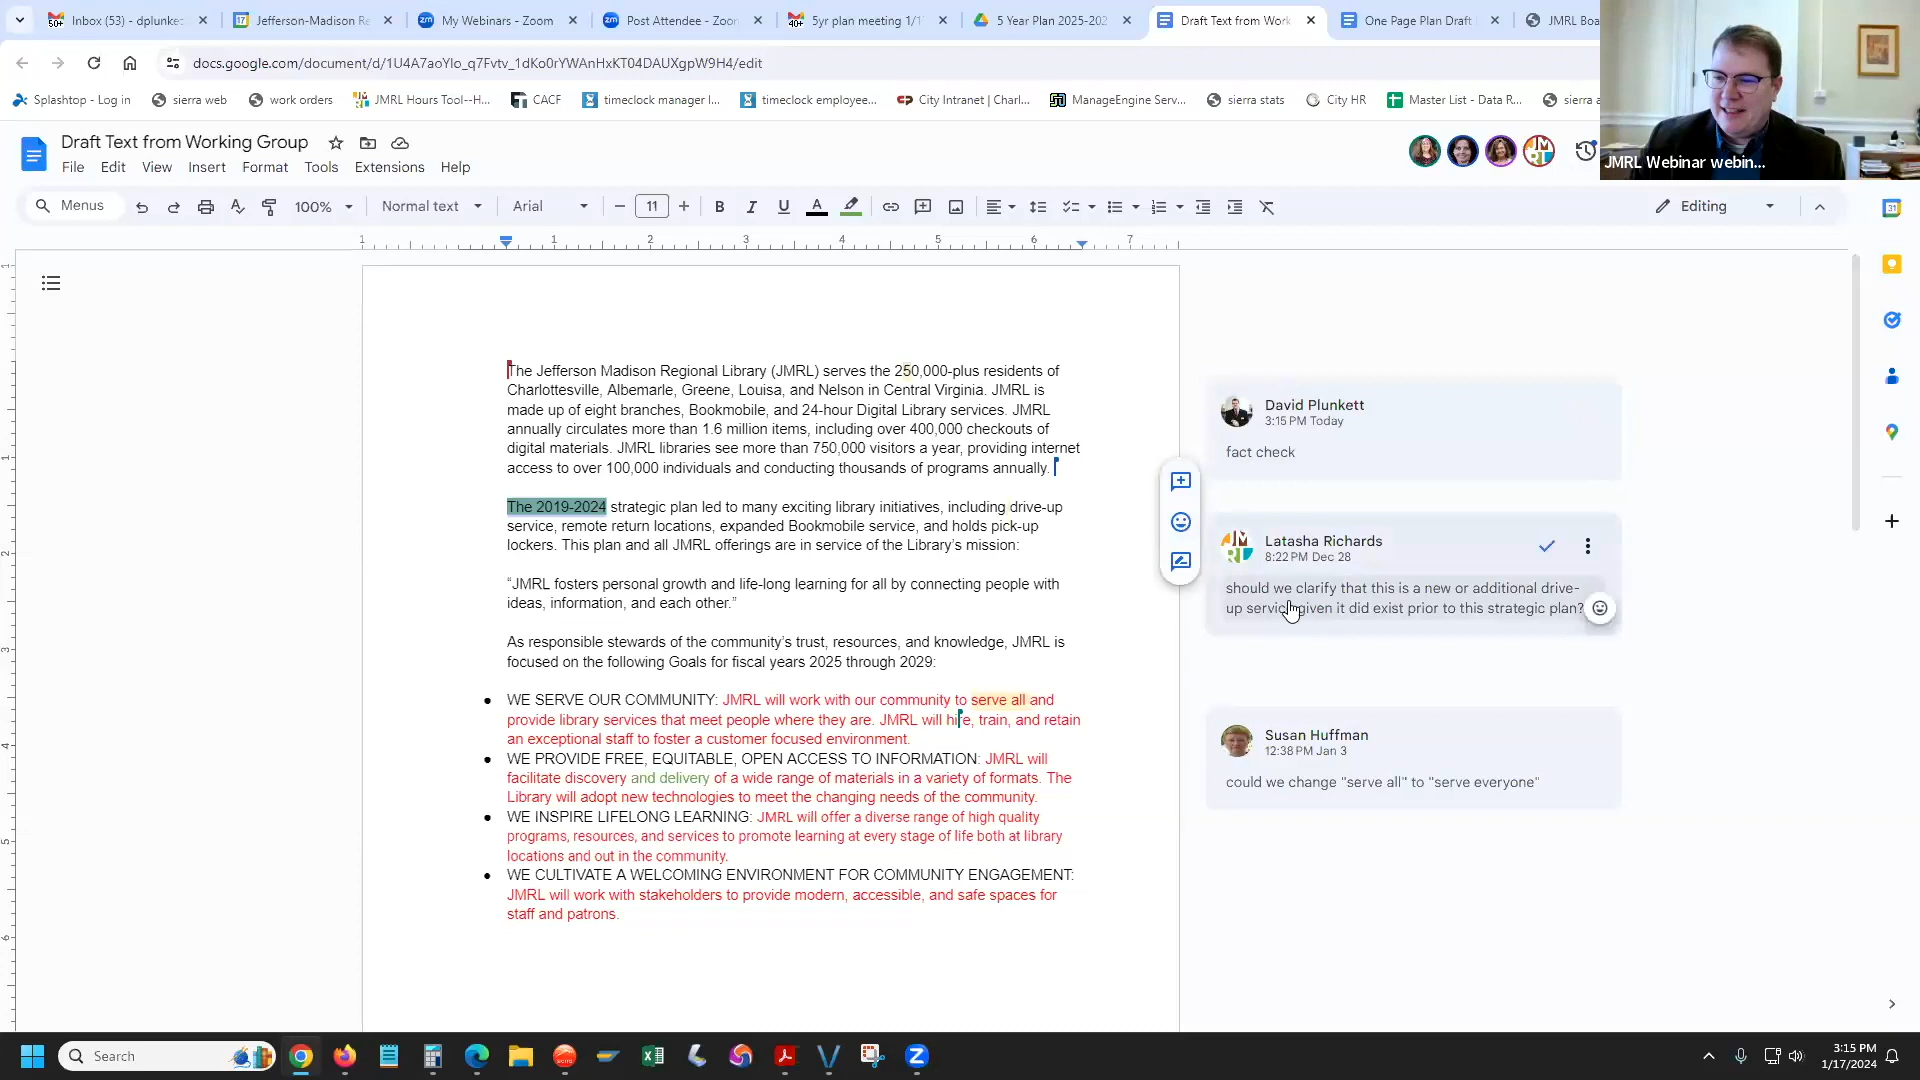 Inbox (53) - dplunke
Jefferson-Madison Re
My Webinars - Zoom
Post Attendee - Zoon
5yr plan meeting 1/1
5 Year Plan 2025-202
Draft Text from Work
One Page Plan Draft
JMRL Boa
docs.google.com/document/d/1U4A7aoYlo_q7Fvtv_1dKo0rYWAnHxKT04DAUXgpW9H4/edit
Splashtop - Log in
sierra web
work orders
JMRL Hours Tool--H...
CACF
timeclock manager l...
timeclock employee...
City Intranet | Charl...
ManageEngine Serv...
sierra stats
City HR
Master List - Data R...
sierra a
JMRL Webinar webin...
Draft Text from Working Group
File Edit View Insert Format Tools Extensions Help
Menus 100% Normal text Arial 11 Editing
1 1 2 3 4 5 6 7
The Jefferson Madison Regional Library (JMRL) serves the 250,000-plus residents of
Charlottesville, Albemarle, Greene, Louisa, and Nelson in Central Virginia. JMRL is
made up of eight branches, Bookmobile, and 24-hour Digital Library services. JMRL
annually circulates more than 1.6 million items, including over 400,000 checkouts of
digital materials. JMRL libraries see more than 750,000 visitors a year, providing internet
access to over 100,000 individuals and conducting thousands of programs annually.
The 2019-2024 strategic plan led to many exciting library initiatives, including drive-up
service, remote return locations, expanded Bookmobile service, and holds pick-up
lockers. This plan and all JMRL offerings are in service of the Library's mission:
“JMRL fosters personal growth and life-long learning for all by connecting people with
ideas, information, and each other.”
As responsible stewards of the community's trust, resources, and knowledge, JMRL is
focused on the following Goals for fiscal years 2025 through 2029:
● WE SERVE OUR COMMUNITY: JMRL will work with our community to serve all and
provide library services that meet people where they are. JMRL will hire, train, and retain
an exceptional staff to foster a customer focused environment.
● WE PROVIDE FREE, EQUITABLE, OPEN ACCESS TO INFORMATION: JMRL will
facilitate discovery and delivery of a wide range of materials in a variety of formats. The
Library will adopt new technologies to meet the changing needs of the community.
● WE INSPIRE LIFELONG LEARNING: JMRL will offer a diverse range of high quality
programs, resources, and services to promote learning at every stage of life both at library
locations and out in the community.
● WE CULTIVATE A WELCOMING ENVIRONMENT FOR COMMUNITY ENGAGEMENT:
JMRL will work with stakeholders to provide modern, accessible, and safe spaces for
staff and patrons.
David Plunkett
3:15 PM Today
fact check
Latasha Richards
8:22 PM Dec 28
should we clarify that this is a new or additional drive-
up service given it did exist prior to this strategic plan?
Susan Huffman
12:38 PM Jan 3
could we change "serve all" to "serve everyone"
Search
3:15 PM
1/17/2024